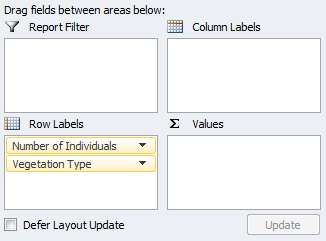 Drag fields between areas below:
Report Filter
Column Labels
Row Labels
Σ Values
Number of Individuals
Vegetation Type
Defer Layout Update
Update